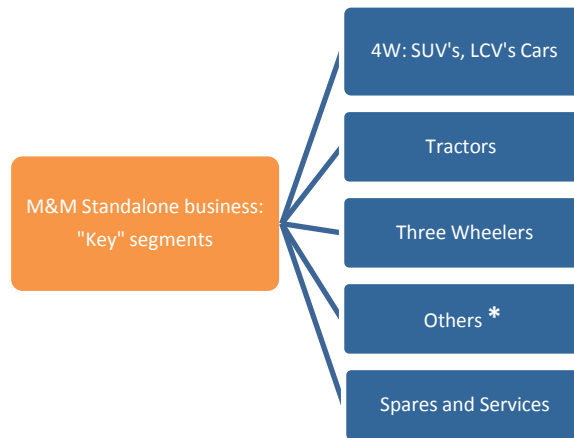 4W: SUV's, LCV's Cars
Tractors
M&M Standalone business:
"Key" segments
Three Wheelers
Others *
Spares and Services